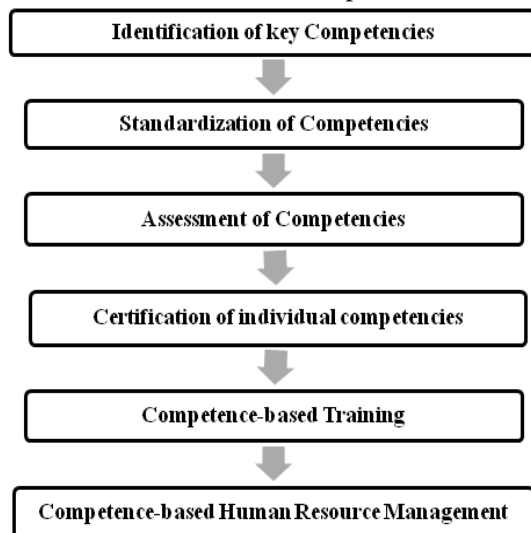 Identification of key Competencies
Standardization of Competencies
Assessment of Competencies
Certification of individual competencies
Competence-based Training
Competence-based Human Resource Management